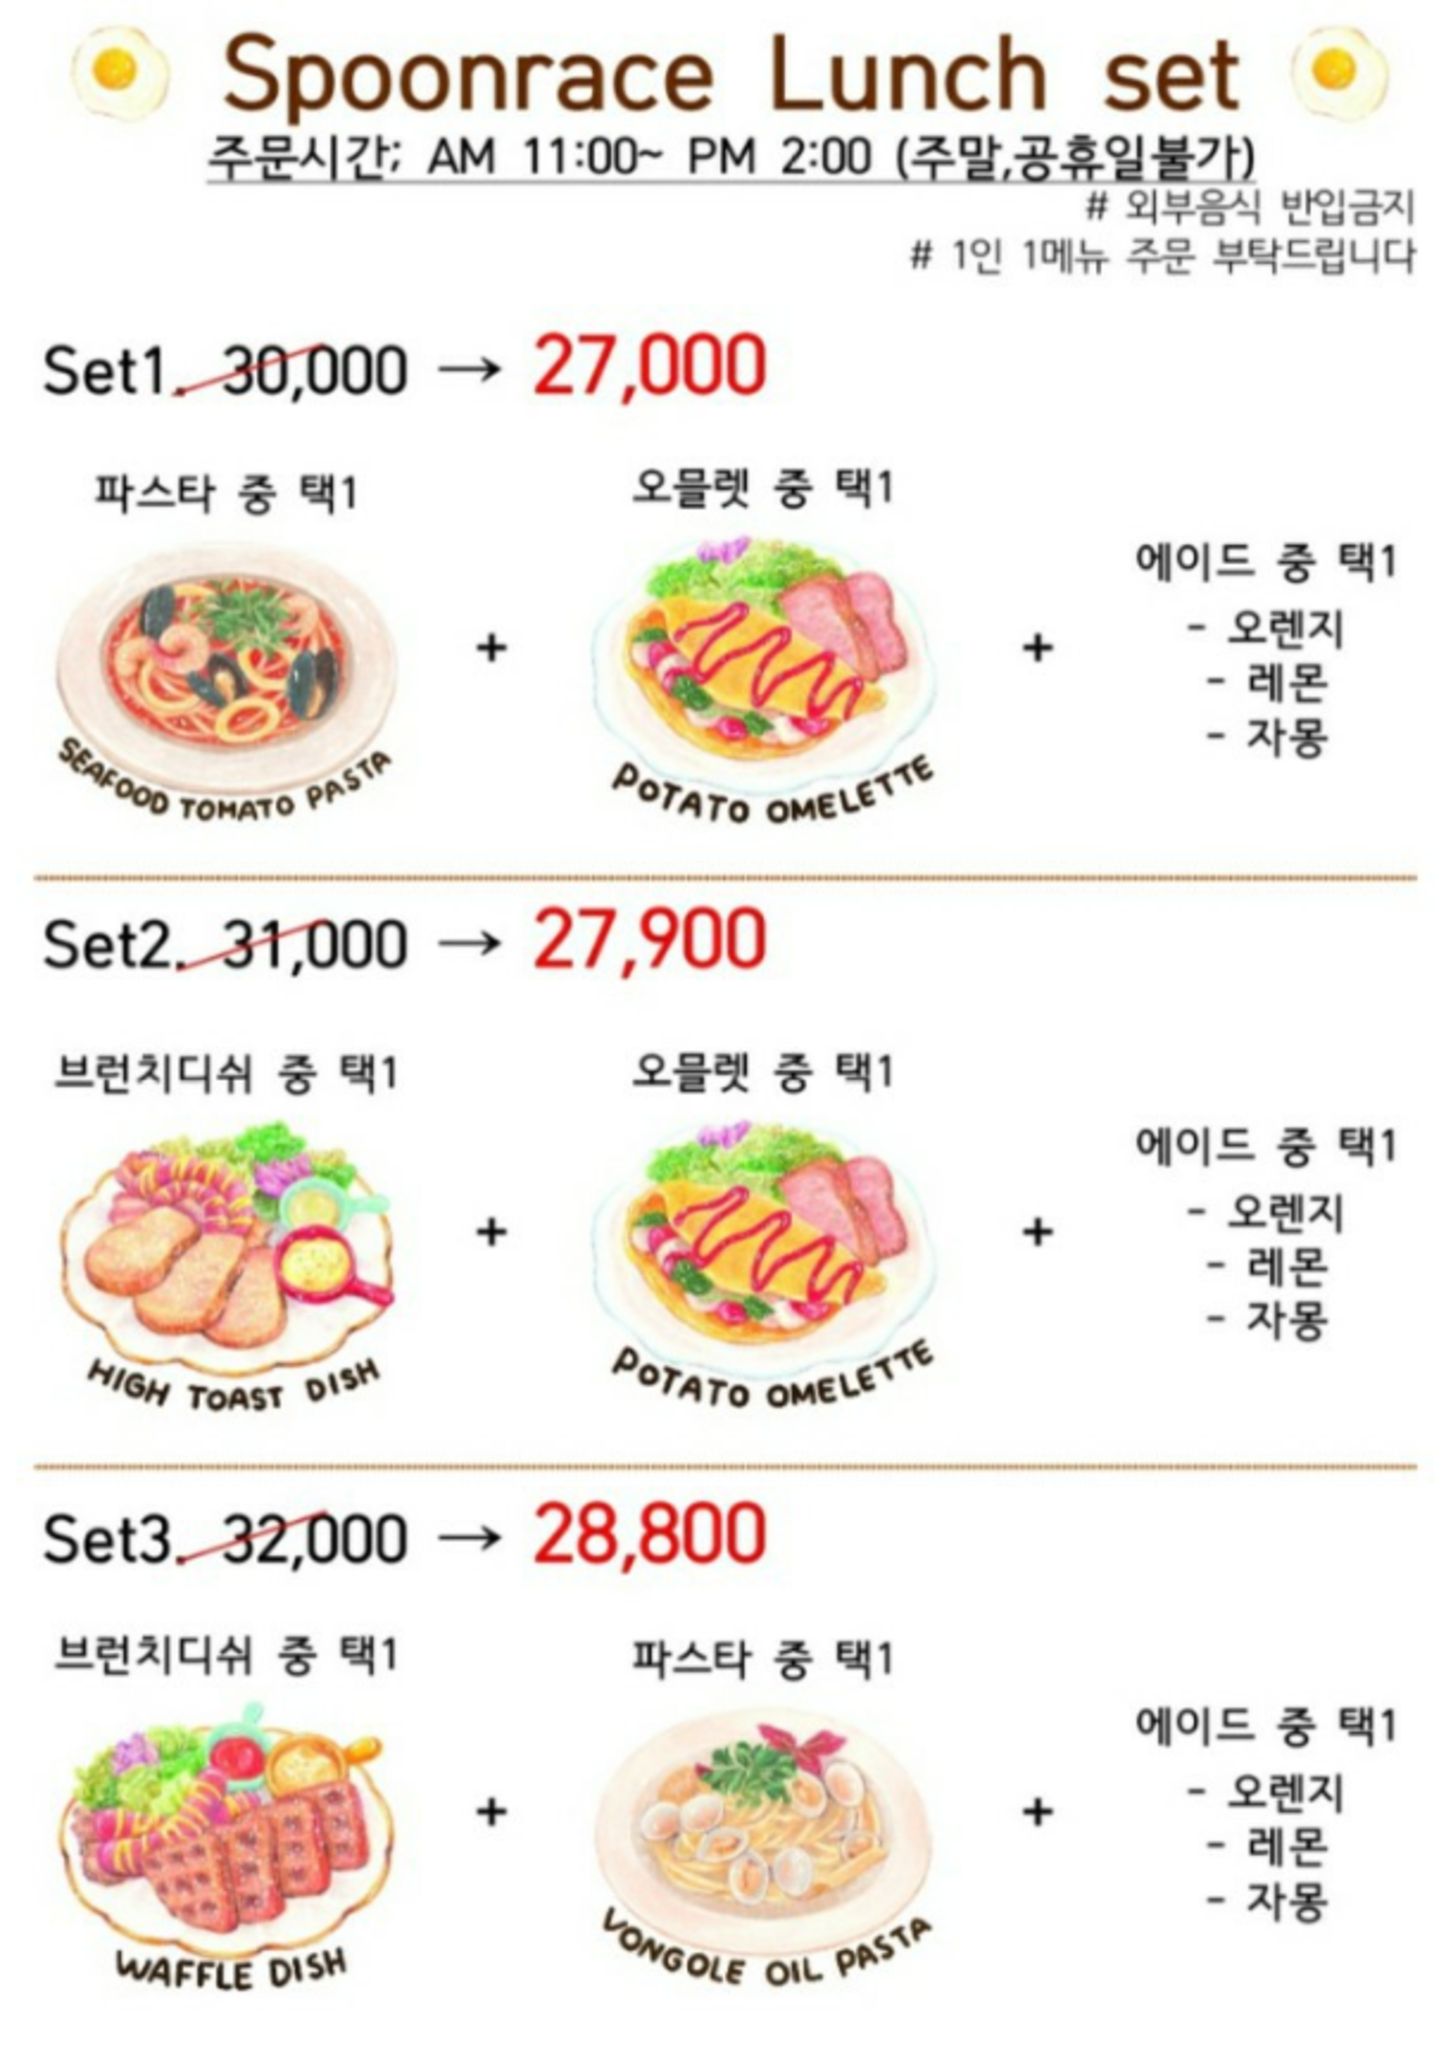 Spoonrace Lunch set
주문시간; AM 11:00~ PM 2:00 (주말,공휴일불가)
# 외부음식 반입금지
# 1인 1메뉴 주문 부탁드립니다
Set1. 30,000 → 27,000
파스타 중 택1
오믈렛 중 택1
에이드 중 택1
- 오렌지
- 레몬
- 자몽
+
+
SEAFOOD TOMATO PASTA
POTATO OMELETTE
Set2. 31,000 → 27,900
브런치디쉬 중 택1
오믈렛 중 택1
에이드 중 택1
- 오렌지
- 레몬
- 자몽
+
+
HIGH TOAST DISH
POTATO OMELETTE
Set3. 32,000 → 28,800
브런치디쉬 중 택1
파스타 중 택1
에이드 중 택1
- 오렌지
- 레몬
- 자몽
+
+
WAFFLE DISH
VONGOLE OIL PASTA